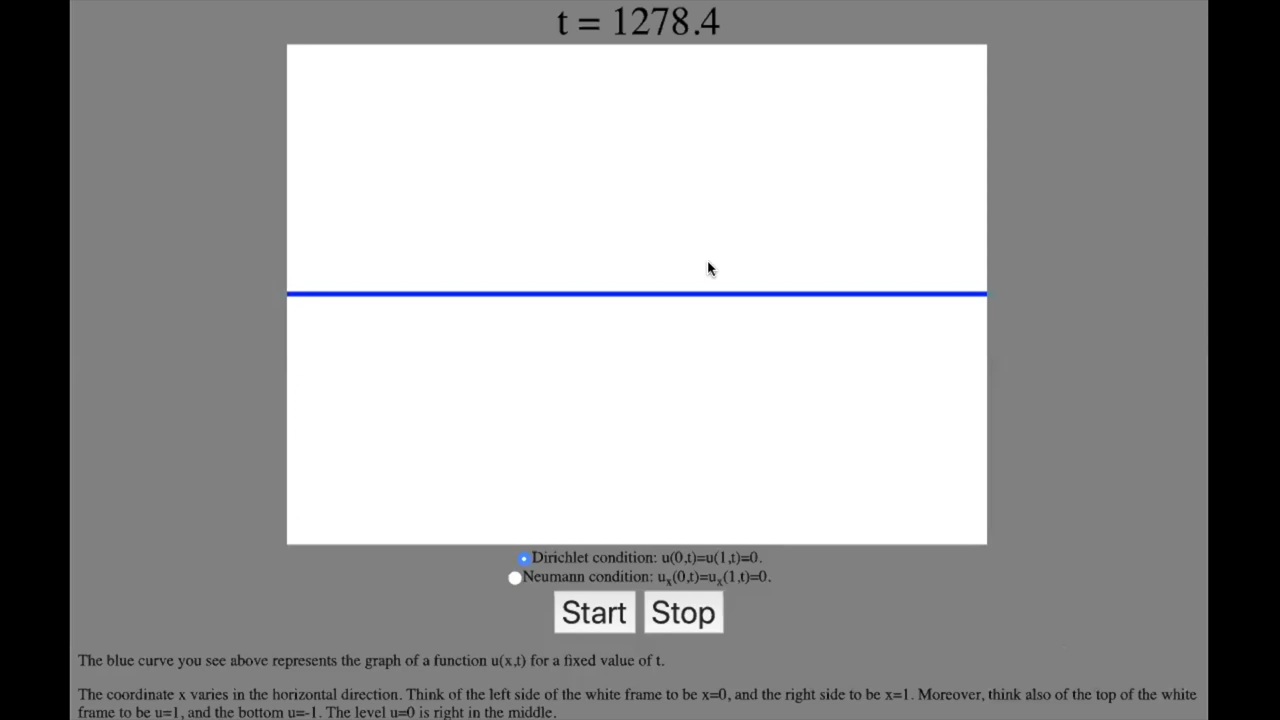 t = 1278.4
Dirichlet condition: u(0,t)=u(1,t)=0.
Neumann condition: uₓ(0,t)=uₓ(1,t)=0.
Start Stop
The blue curve you see above represents the graph of a function u(x,t) for a fixed value of t.
The coordinate x varies in the horizontal direction. Think of the left side of the white frame to be x=0, and the right side to be x=1. Moreover, think also of the top of the white
frame to be u=1, and the bottom u=-1. The level u=0 is right in the middle.